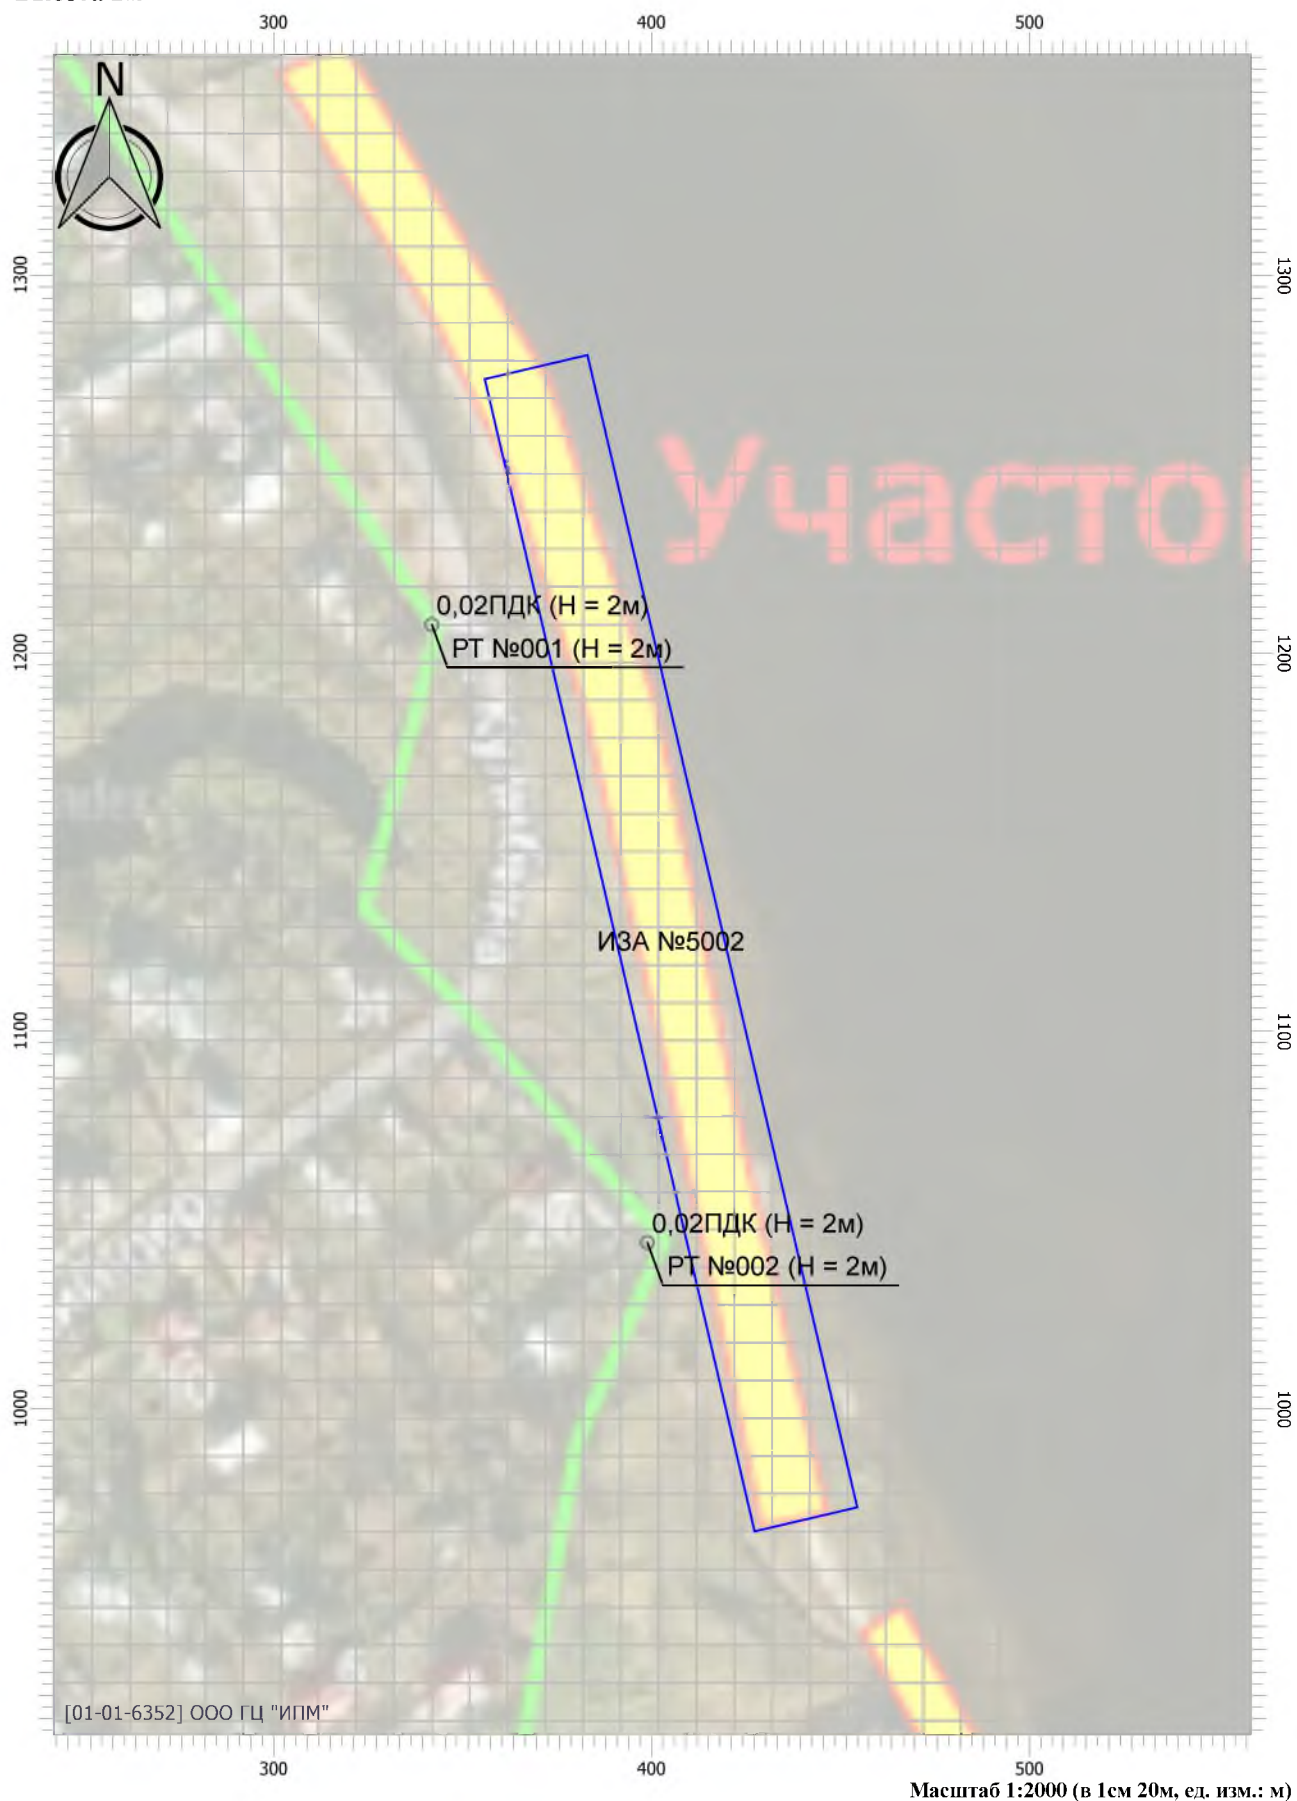 300 400 500
N
1300 1300
Участо
0,02ПДК (Н = 2м)
РТ №001 (Н = 2м)
1200 1200
ИЗА №5002
1100 1100
0,02ПДК (Н = 2м)
РТ №002 (Н = 2м)
1000 1000
[01-01-6352] ООО ГЦ "ИПМ"
300 400 500
Масштаб 1:2000 (в 1см 20м, ед. изм.: м)